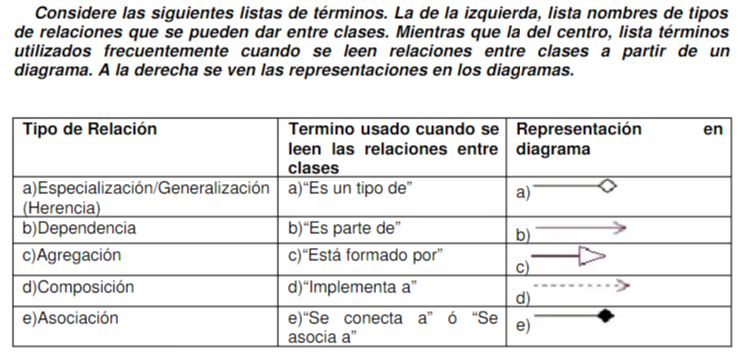 Considere las siguientes listas de términos. La de la izquierda, lista nombres de tipos
de relaciones que se pueden dar entre clases. Mientras que la del centro, lista términos
utilizados frecuentemente cuando se leen relaciones entre clases a partir de un
diagrama. A la derecha se ven las representaciones en los diagramas.
Tipo de Relación
Termino usado cuando se
leen las relaciones entre
clases
Representación en
diagrama
a)Especialización/Generalización
(Herencia)
a)“Es un tipo de”
a)
b)Dependencia
b)“Es parte de”
b)
c)Agregación
c)“Está formado por”
c)
d)Composición
d)“Implementa a”
d)
e)Asociación
e)“Se conecta a” ó “Se
asocia a”
e)